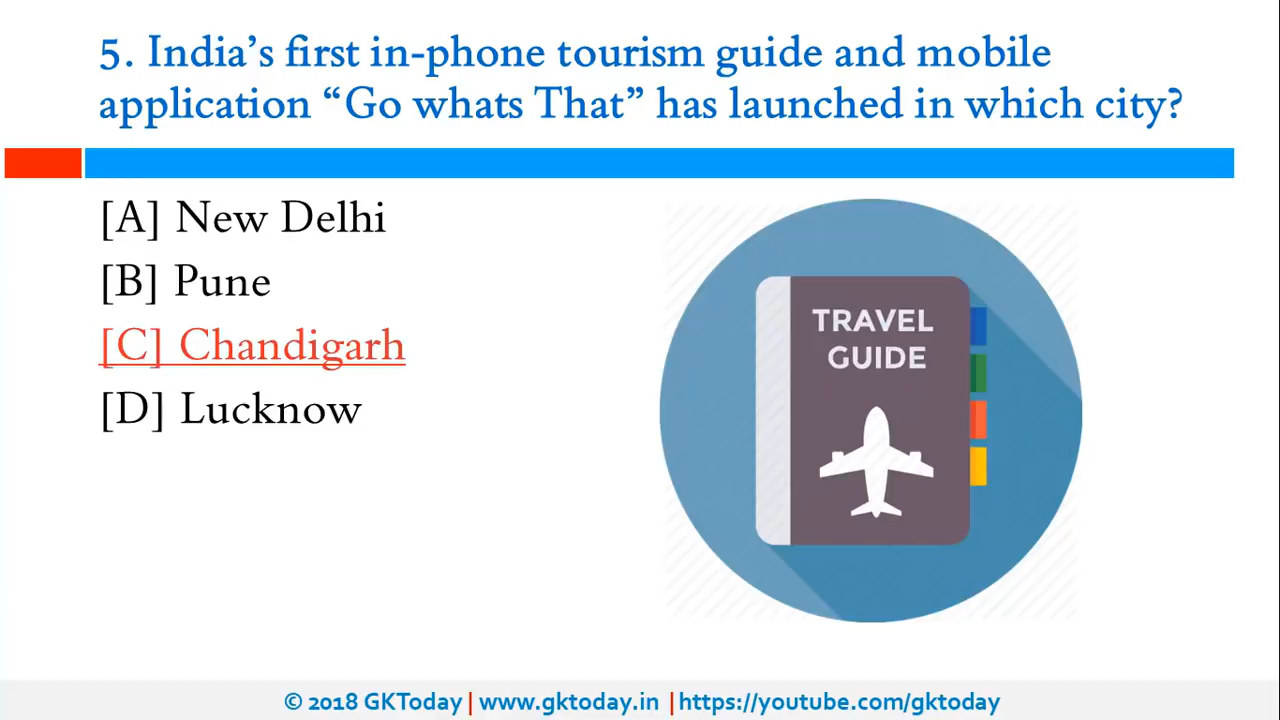 5. India’s first in-phone tourism guide and mobile
application “Go whats That” has launched in which city?
[A] New Delhi
[B] Pune
[C] Chandigarh
[D] Lucknow
TRAVEL
GUIDE
© 2018 GKToday | www.gktoday.in | https://youtube.com/gktoday